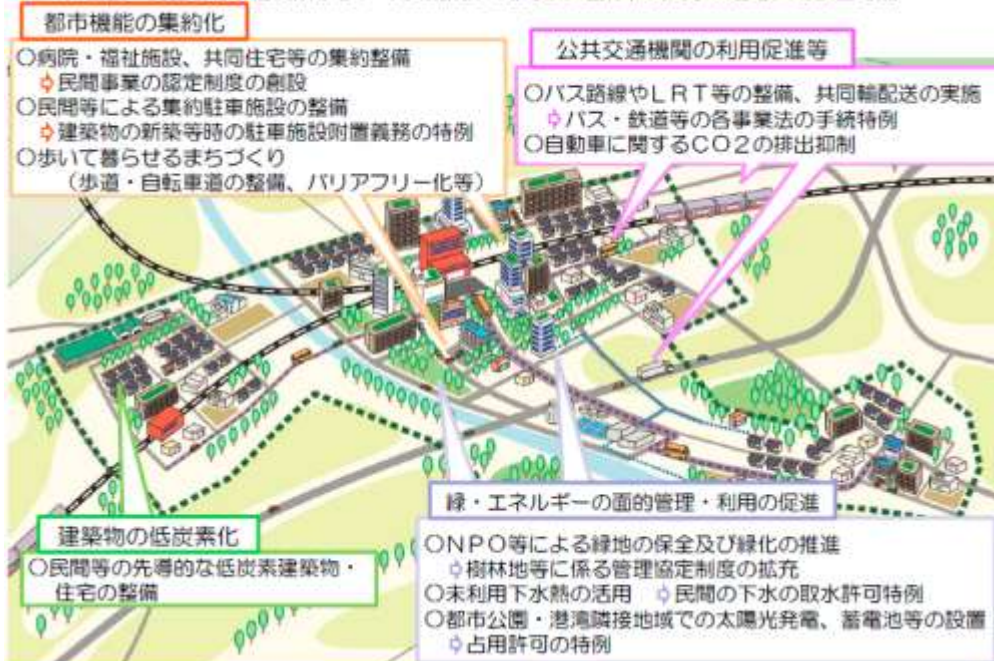 都市機能の集約化
○病院・福祉施設、共同住宅等の集約整備
⇨民間事業の認定制度の創設
○民間等による集約駐車施設の整備
⇨建築物の新築等時の駐車施設附置義務の特例
○歩いて暮らせるまちづくり
（歩道・自転車道の整備、バリアフリー化等）
公共交通機関の利用促進等
○バス路線やＬＲＴ等の整備、共同輸配送の実施
⇨バス・鉄道等の各事業法の手続特例
○自動車に関するＣＯ２の排出抑制
建築物の低炭素化
○民間等の先導的な低炭素建築物・
住宅の整備
緑・エネルギーの面的管理・利用の促進
○ＮＰＯ等による緑地の保全及び緑化の推進
⇨樹林地等に係る管理協定制度の拡充
○未利用下水熱の活用　⇨民間の下水の取水許可特例
○都市公園・港湾隣接地域での太陽光発電、蓄電池等の設置
⇨占用許可の特例